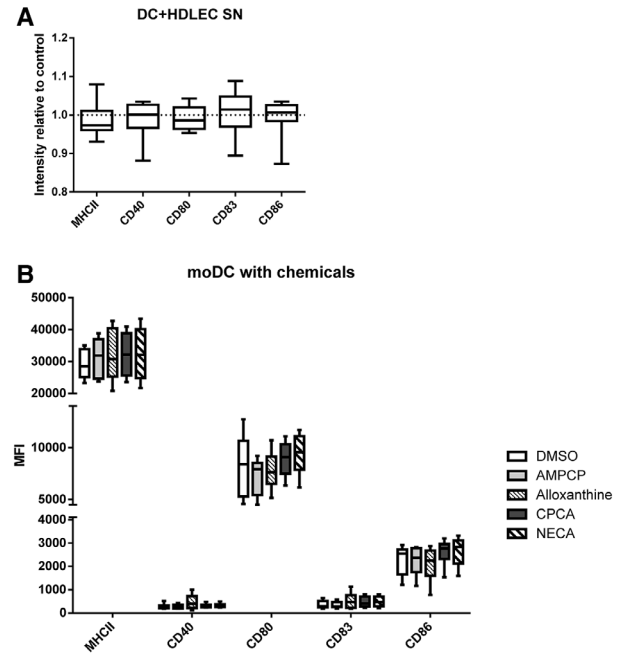 A
DC+HDLEC SN
Intensity relative to control
1.2
1.1
1.0
0.9
0.8
MHCII
CD40
CD80
CD83
CD86
B
moDC with chemicals
MFI
50000
40000
30000
20000
10000
5000
4000
3000
2000
1000
0
MHCII
CD40
CD80
CD83
CD86
DMSO
AMPCP
Alloxanthine
CPCA
NECA